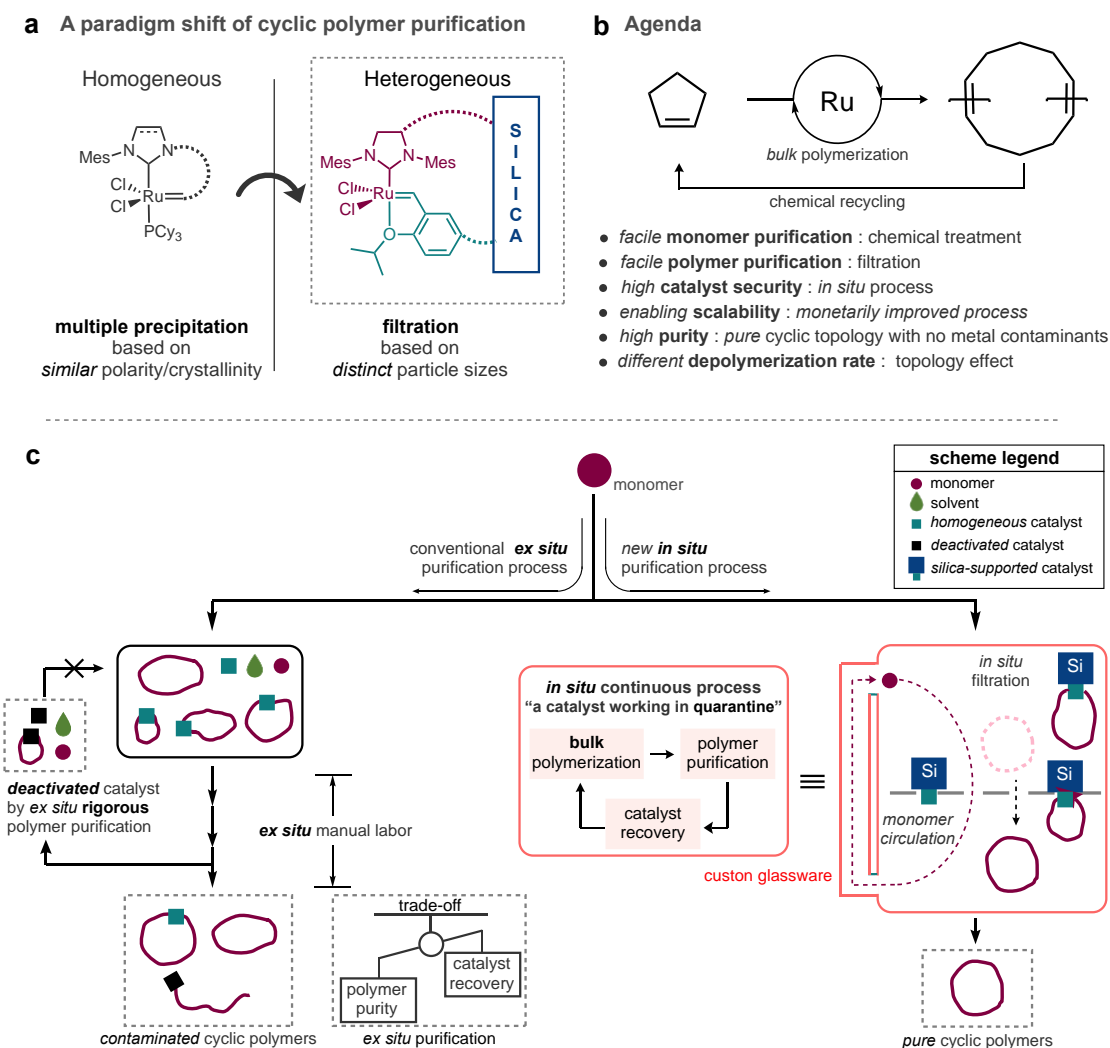 a A paradigm shift of cyclic polymer purification
Homogeneous
Mes
N
N
Cl
Cl
Ru
PCy3
multiple precipitation
based on
similar polarity/crystallinity
Heterogeneous
Mes
N
N
Mes
Cl
Cl
Ru
O
S
I
L
I
C
A
filtration
based on
distinct particle sizes
b Agenda
Ru
bulk polymerization
chemical recycling
● facile monomer purification : chemical treatment
● facile polymer purification : filtration
● high catalyst security : in situ process
● enabling scalability : monetarily improved process
● high purity : pure cyclic topology with no metal contaminants
● different depolymerization rate : topology effect
c
monomer
conventional ex situ
purification process
new in situ
purification process
scheme legend
monomer
solvent
homogeneous catalyst
deactivated catalyst
silica-supported catalyst
deactivated catalyst
by ex situ rigorous
polymer purification
ex situ manual labor
contaminated cyclic polymers
trade-off
catalyst
recovery
polymer
purity
ex situ purification
in situ continuous process
“a catalyst working in quarantine”
bulk
polymerization
polymer
purification
catalyst
recovery
custon glassware
in situ
filtration
Si
Si
Si
monomer
circulation
pure cyclic polymers